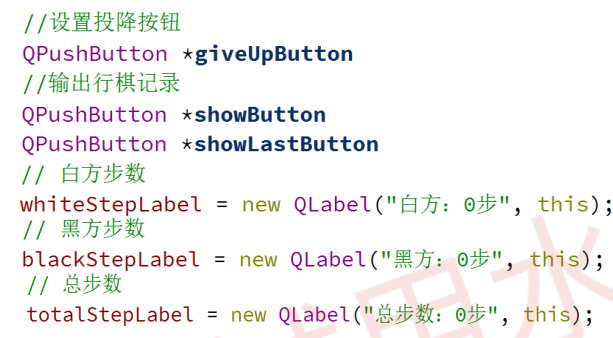 //设置投降按钮
QPushButton *giveUpButton
//输出行棋记录
QPushButton *showButton
QPushButton *showLastButton
// 白方步数
whiteStepLabel = new QLabel("白方：0步", this);
// 黑方步数
blackStepLabel = new QLabel("黑方：0步", this);
// 总步数
totalStepLabel = new QLabel("总步数：0步", this);